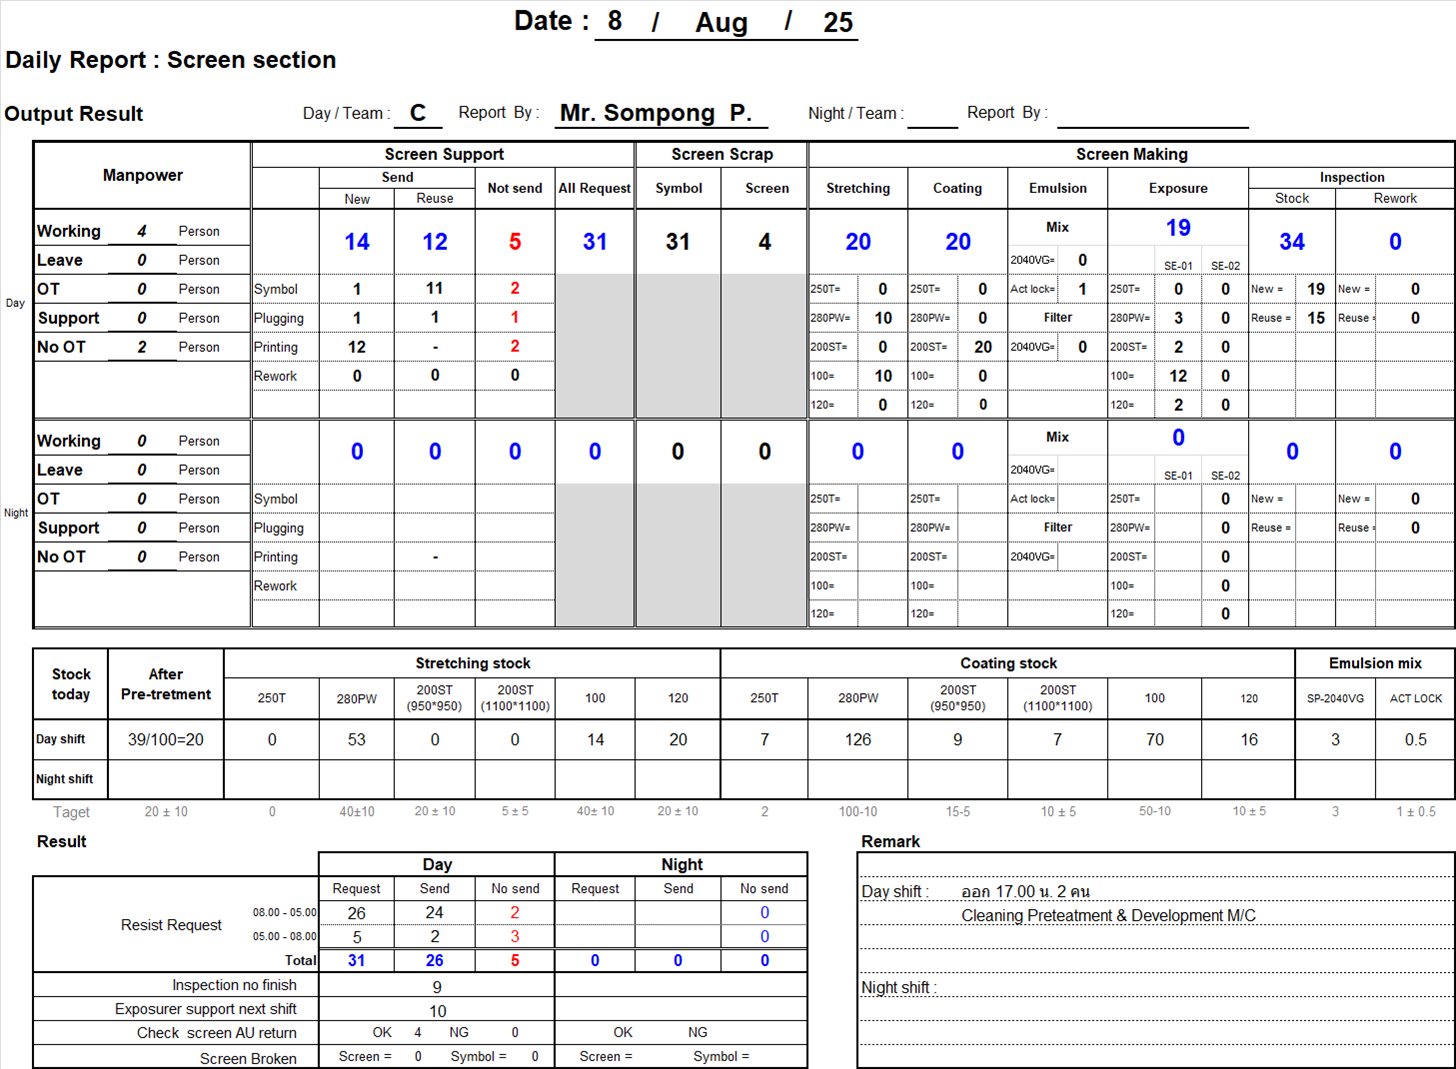 Date : 8 / Aug / 25
Daily Report : Screen section
Output Result Day / Team : C Report By : Mr. Sompong P. Night / Team : Report By :
Manpower Screen Support Screen Scrap Screen Making
Send Not send All Request Symbol Screen Stretching Coating Emulsion Exposure Inspection
New Reuse Stock Rework
Day
Working 4 Person 14 12 5 31 31 4 20 20 Mix 19 34 0
Leave 0 Person 2040VG= 0 SE-01 SE-02
OT 0 Person Symbol 1 11 2 250T= 0 250T= 0 Act lock= 1 250T= 0 0 New = 19 New = 0
Support 0 Person Plugging 1 1 1 280PW= 10 280PW= 0 Filter 280PW= 3 0 Reuse = 15 Reuse = 0
No OT 2 Person Printing 12 - 2 200ST= 0 200ST= 20 2040VG= 0 200ST= 2 0
Rework 0 0 0 100= 10 100= 0 100= 12 0
120= 0 120= 0 120= 2 0
Night
Working 0 Person 0 0 0 0 0 0 0 0 Mix 0 0 0
Leave 0 Person 2040VG= SE-01 SE-02
OT 0 Person Symbol 250T= 250T= Act lock= 250T= 0 New = New = 0
Support 0 Person Plugging 280PW= 280PW= Filter 280PW= 0 Reuse = Reuse = 0
No OT 0 Person Printing - 200ST= 200ST= 2040VG= 200ST= 0
Rework 100= 100= 100= 0
120= 120= 120= 0
Stock today After Pre-tretment Stretching stock Coating stock Emulsion mix
250T 280PW 200ST (950*950) 200ST (1100*1100) 100 120 250T 280PW 200ST (950*950) 200ST (1100*1100) 100 120 SP-2040VG ACT LOCK
Day shift 39/100=20 0 53 0 0 14 20 7 126 9 7 70 16 3 0.5
Night shift
Taget 20 ± 10 0 40±10 20 ± 10 5 ± 5 40± 10 20 ± 10 2 100-10 15-5 10 ± 5 50-10 10 ± 5 3 1 ± 0.5
Result
Day Night
Request Send No send Request Send No send
Resist Request
08.00 - 05.00 26 24 2 0
05.00 - 08.00 5 2 3 0
Total 31 26 5 0 0 0
Inspection no finish 9
Exposurer support next shift 10
Check screen AU return OK 4 NG 0 OK NG
Screen Broken Screen = 0 Symbol = 0 Screen = Symbol =
Remark
Day shift : ออก 17.00 น. 2 คน
Cleaning Preteatment & Development M/C
Night shift :